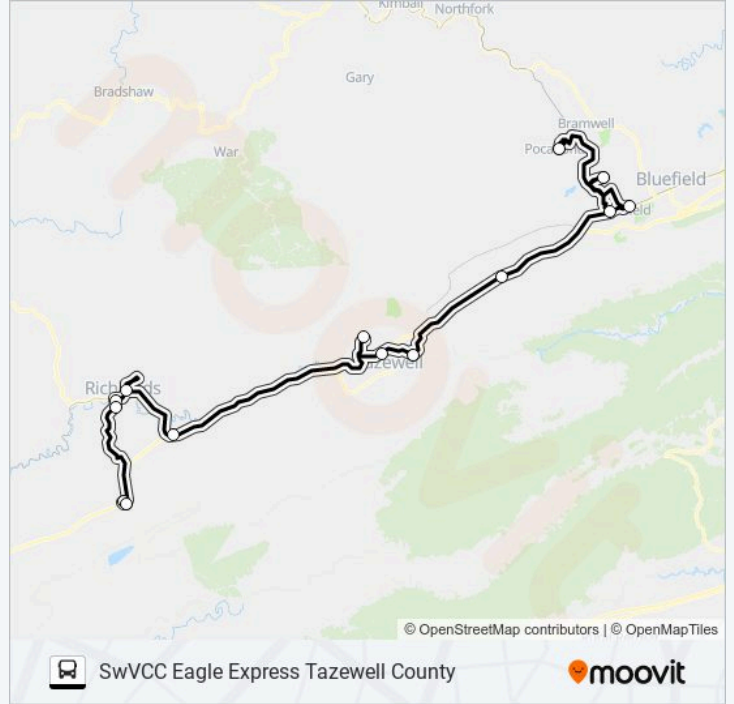 Kimball
Northfork
Gary
Bradshaw
Bramwell
War
Bluefield
© OpenStreetMap contributors | © OpenMapTiles
SwVCC Eagle Express Tazewell County
moovit